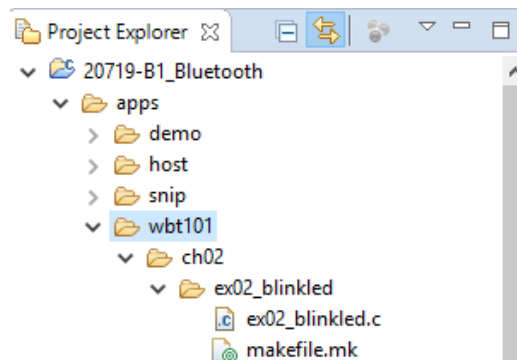 Project Explorer
20719-B1_Bluetooth
apps
demo
host
snip
wbt101
ch02
ex02_blinkled
ex02_blinkled.c
makefile.mk